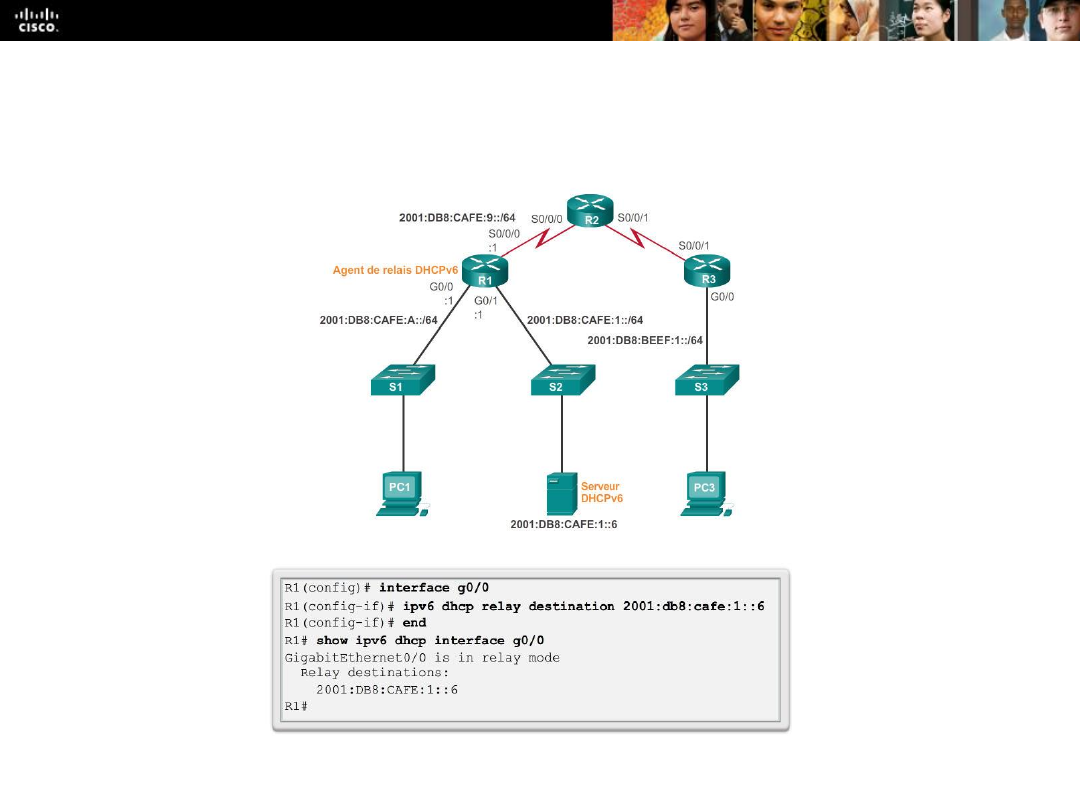 CISCO.
2001:DB8:CAFE:9::/64
S0/0/0
R2
S0/0/1
S0/0/0
:1
S0/0/1
Agent de relais DHCPv6
R1
R3
G0/0
:1
G0/1
:1
G0/0
2001:DB8:CAFE:A::/64
2001:DB8:CAFE:1::/64
2001:DB8:BEEF:1::/64
S1
S2
S3
PC1
Serveur
DHCPv6
PC3
2001:DB8:CAFE:1::6
R1(config)# interface g0/0
R1(config-if)# ipv6 dhcp relay destination 2001:db8:cafe:1::6
R1(config-if)# end
R1# show ipv6 dhcp interface g0/0
GigabitEthernet0/0 is in relay mode
Relay destinations:
2001:DB8:CAFE:1::6
R1#